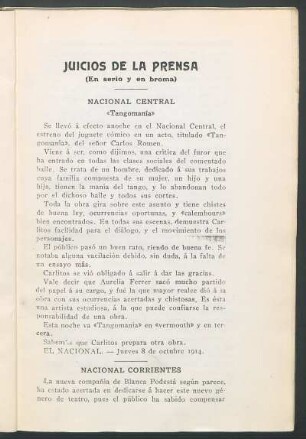 JUICIOS DE LA PRENSA
(En serio y en broma)
NACIONAL CENTRAL
«Tangomanía»
Se llevó á efecto anoche en el Nacional Central, el
estreno del juguete cómico en un acto, titulado «Tan-
gomanía», del señor Carlos Romeu.
Viene á ser, como dijimos, una crítica del furor que
ha entrado en todas las clases sociales del comentado
baile. Se trata de un hombre, dedicado á sus trabajos
cuya familia compuesta de su mujer, un hijo y una
hija, tienen la manía del tango, y lo abandonan todo
por el dichoso baile y todos sus cortes.
Toda la obra gira sobre este asunto y tiene chistes
de buena ley, ocurrencias oportunas, y «calembours»
bien encontrados. En todas sus escenas, demuestra Car-
litos facilidad para el diálogo, y el movimiento de los
personajes.
El público pasó un buen rato, riendo de buena fe. Se
notaba alguna vacilación debido, sin duda, á la falta de
un ensayo más.
Carlitos se vió obligado á salir á dar las gracias.
Vale decir que Aurelia Ferrer sacó mucho partido
del papel á su cargo, y fué la que mayor realce dió á la
obra con sus ocurrencias acertadas y chistosas. Es ésta
una artista estudiosa, á la que puede confiarse la res-
ponsabilidad de una obra.
Esta noche va «Tangomanía» en «vermouth» y en ter-
cera.
Sabemos que Carlitos prepara otra obra.
EL NACIONAL. — Jueves 8 de octubre 1914.
NACIONAL CORRIENTES
La nueva compañía de Blanca Podestá según parece,
ha estado acertada en dedicarse á hacer este nuevo gé-
nero de teatro, pues el público ha sabido compensar